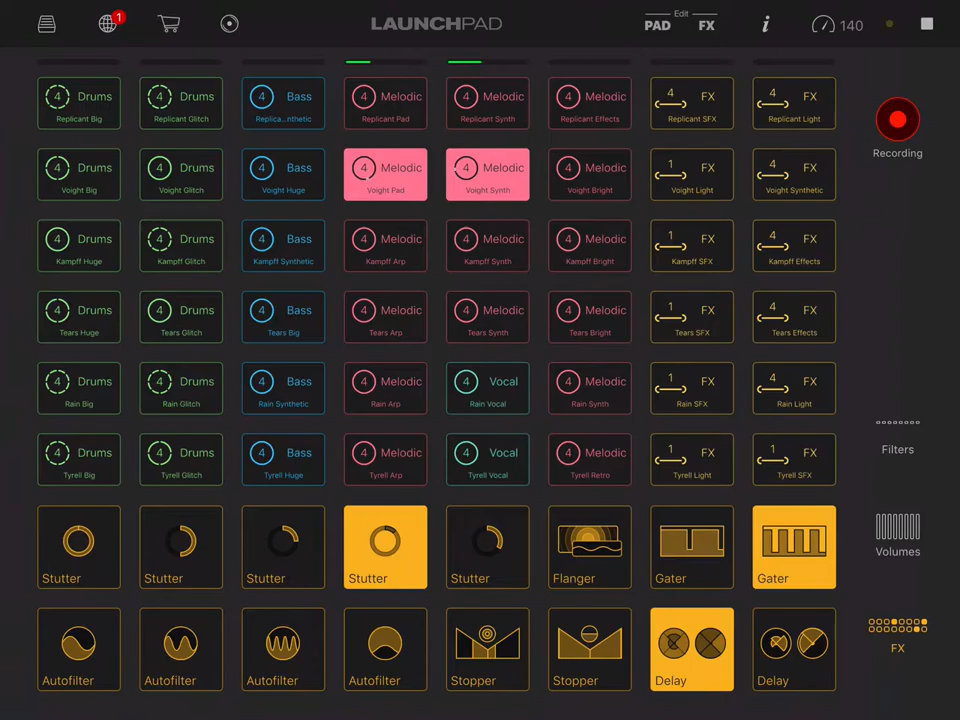 1
LAUNCHPAD
Edit
PAD FX
i
140
4 Drums
Replicant Big
4 Drums
Replicant Glitch
4 Bass
Replica...nthetic
4 Melodic
Replicant Pad
4 Melodic
Replicant Synth
4 Melodic
Replicant Effects
4 FX
Replicant SFX
4 FX
Replicant Light
Recording
4 Drums
Voight Big
4 Drums
Voight Glitch
4 Bass
Voight Huge
4 Melodic
Voight Pad
4 Melodic
Voight Synth
4 Melodic
Voight Bright
1 FX
Voight Light
4 FX
Voight Synthetic
4 Drums
Kampff Huge
4 Drums
Kampff Glitch
4 Bass
Kampff Synthetic
4 Melodic
Kampff Arp
4 Melodic
Kampff Synth
4 Melodic
Kampff Bright
1 FX
Kampff SFX
4 FX
Kampff Effects
4 Drums
Tears Huge
4 Drums
Tears Glitch
4 Bass
Tears Big
4 Melodic
Tears Arp
4 Melodic
Tears Synth
4 Melodic
Tears Bright
1 FX
Tears SFX
4 FX
Tears Effects
4 Drums
Rain Big
4 Drums
Rain Glitch
4 Bass
Rain Synthetic
4 Melodic
Rain Arp
4 Vocal
Rain Vocal
4 Melodic
Rain Synth
1 FX
Rain SFX
4 FX
Rain Light
Filters
4 Drums
Tyrell Big
4 Drums
Tyrell Glitch
4 Bass
Tyrell Huge
4 Melodic
Tyrell Arp
4 Vocal
Tyrell Vocal
4 Melodic
Tyrell Retro
1 FX
Tyrell Light
1 FX
Tyrell SFX
Volumes
Stutter
Stutter
Stutter
Stutter
Stutter
Flanger
Gater
Gater
FX
Autofilter
Autofilter
Autofilter
Autofilter
Stopper
Stopper
Delay
Delay